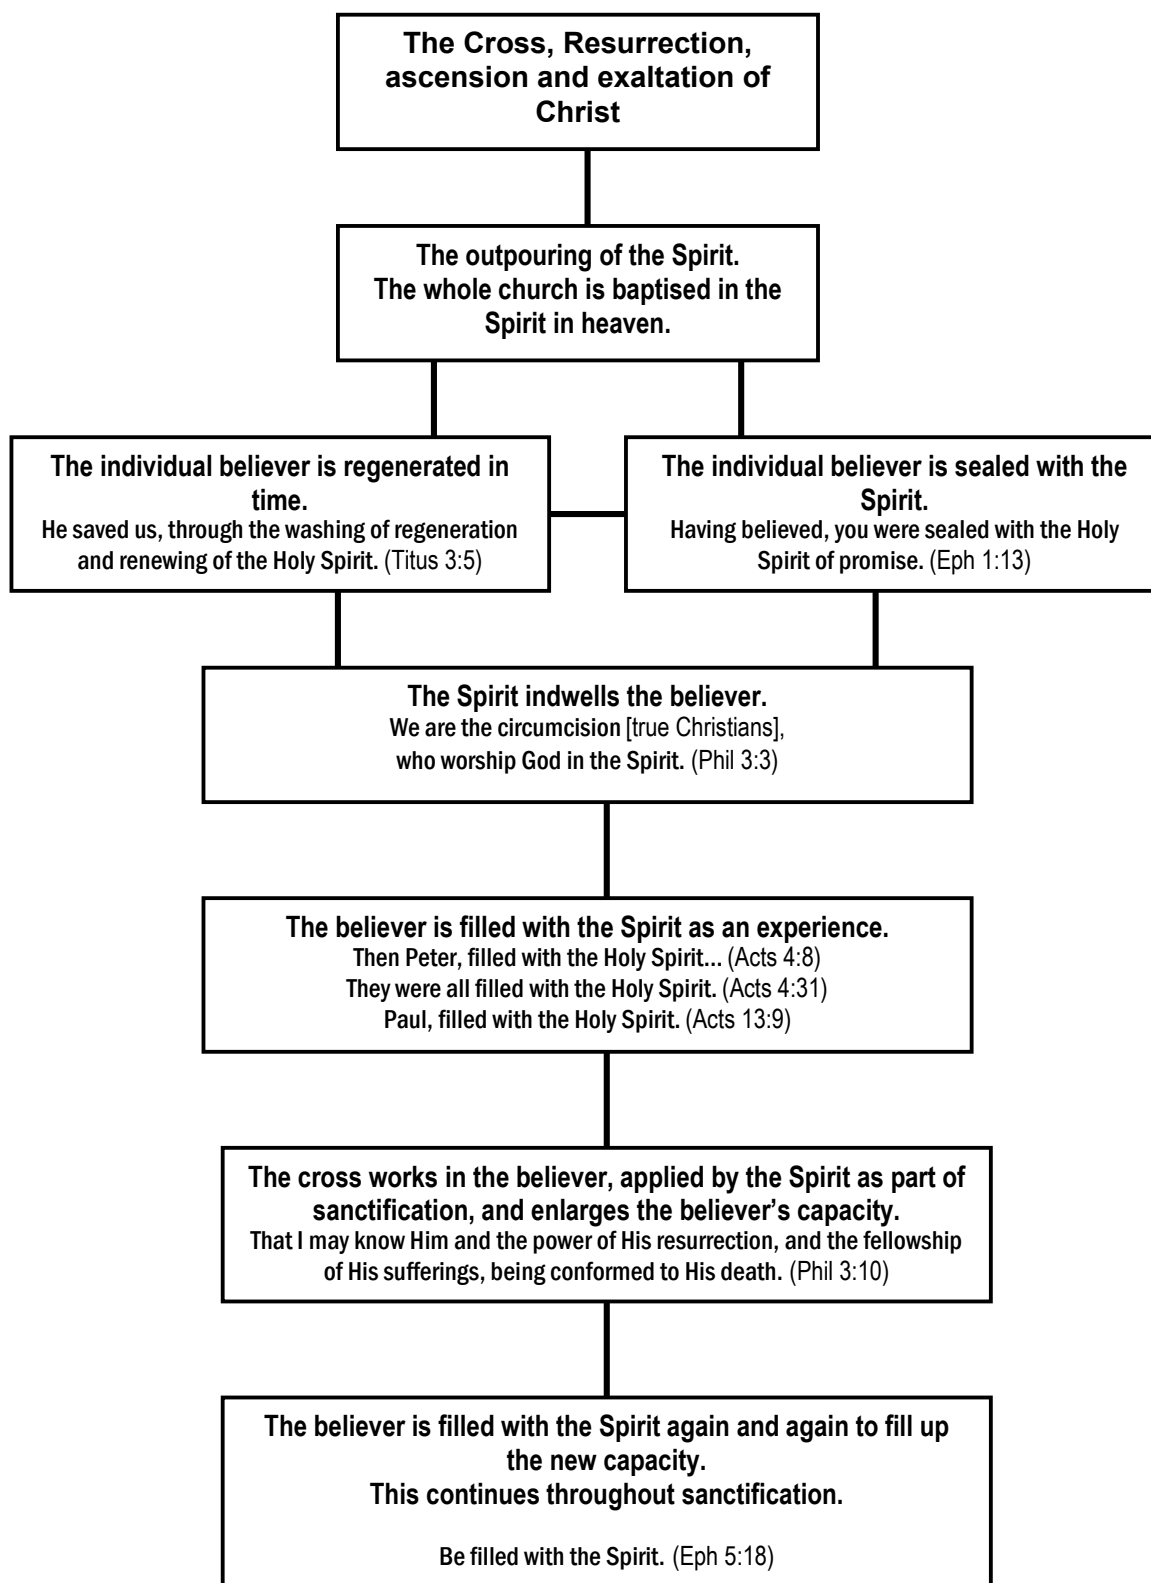 The Cross, Resurrection,
ascension and exaltation of
Christ
The outpouring of the Spirit.
The whole church is baptised in the
Spirit in heaven.
The individual believer is regenerated in
time.
He saved us, through the washing of regeneration
and renewing of the Holy Spirit. (Titus 3:5)
The individual believer is sealed with the
Spirit.
Having believed, you were sealed with the Holy
Spirit of promise. (Eph 1:13)
The Spirit indwells the believer.
We are the circumcision [true Christians],
who worship God in the Spirit. (Phil 3:3)
The believer is filled with the Spirit as an experience.
Then Peter, filled with the Holy Spirit... (Acts 4:8)
They were all filled with the Holy Spirit. (Acts 4:31)
Paul, filled with the Holy Spirit. (Acts 13:9)
The cross works in the believer, applied by the Spirit as part of
sanctification, and enlarges the believer’s capacity.
That I may know Him and the power of His resurrection, and the fellowship
of His sufferings, being conformed to His death. (Phil 3:10)
The believer is filled with the Spirit again and again to fill up
the new capacity.
This continues throughout sanctification.
Be filled with the Spirit. (Eph 5:18)